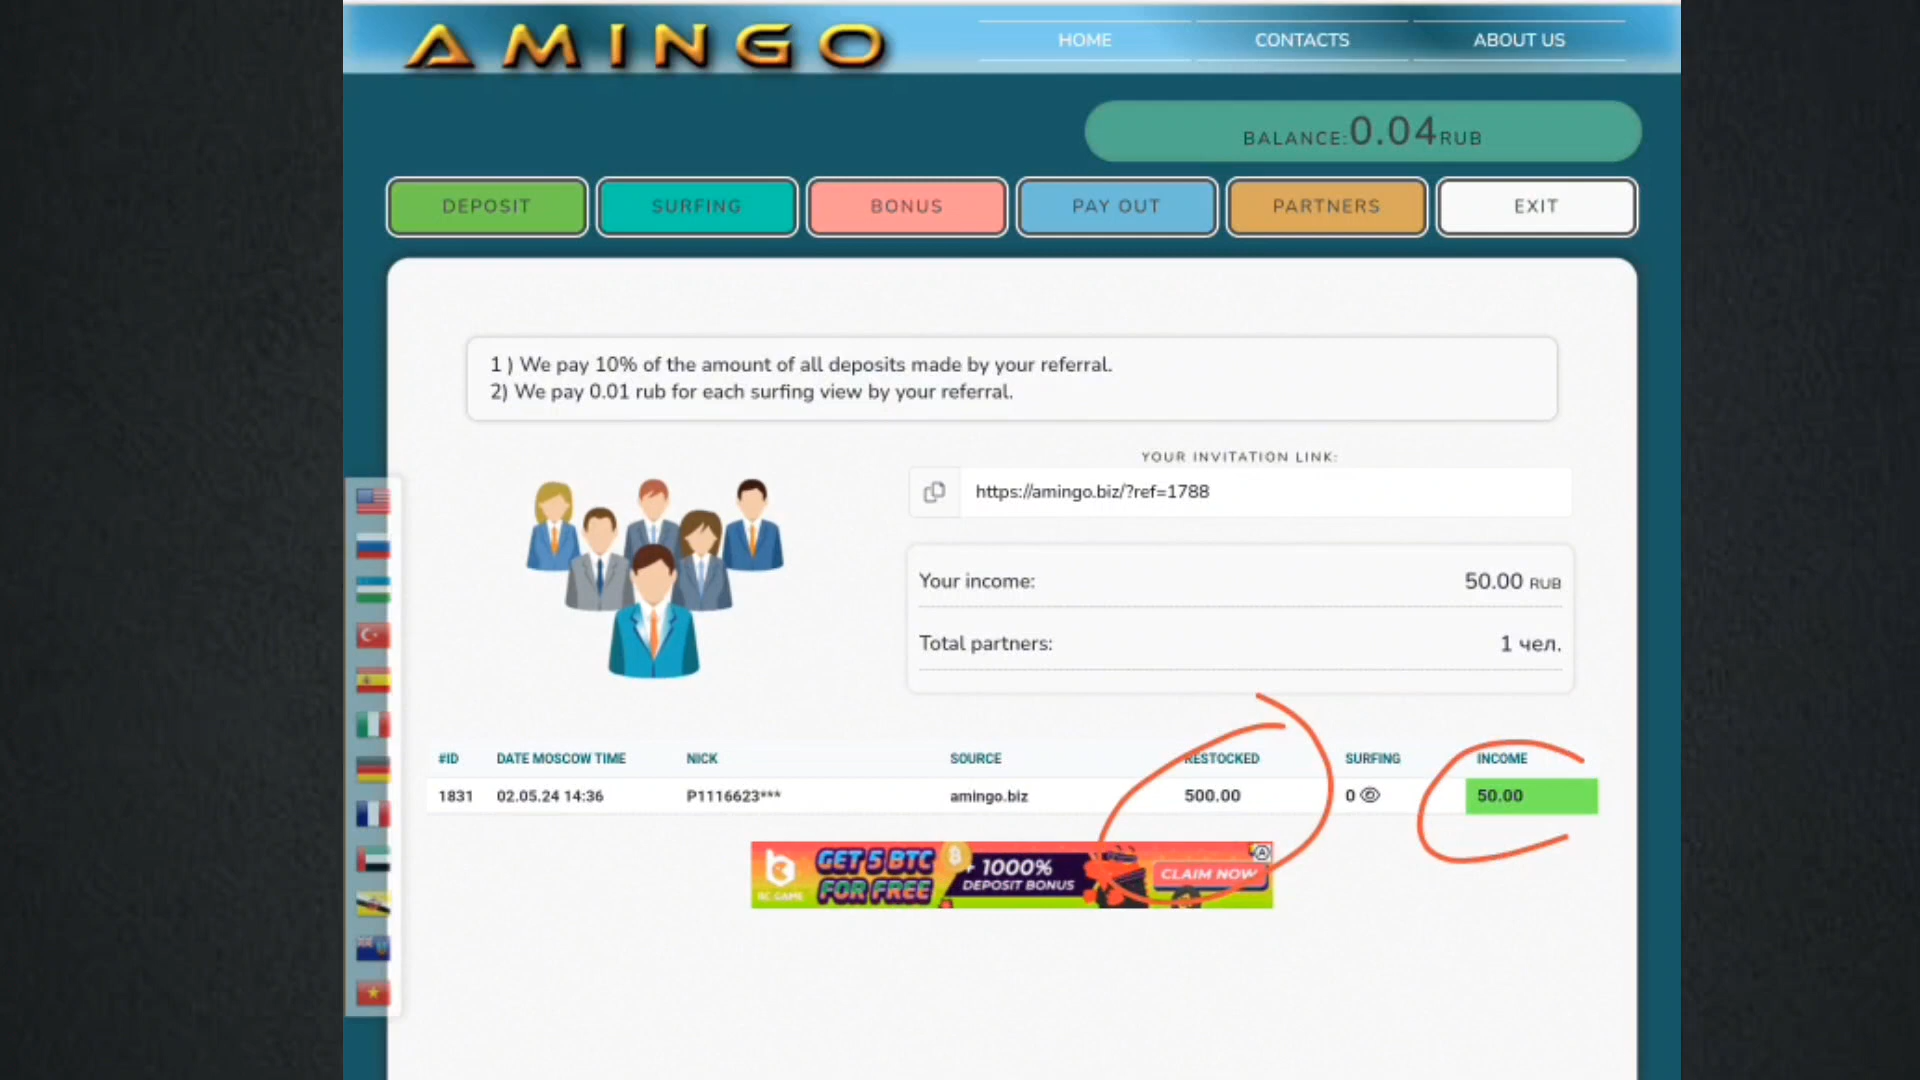 AMINGO
HOME CONTACTS ABOUT US
BALANCE:0.04RUB
DEPOSIT SURFING BONUS PAY OUT PARTNERS EXIT
1 ) We pay 10% of the amount of all deposits made by your referral.
2) We pay 0.01 rub for each surfing view by your referral.
YOUR INVITATION LINK:
https://amingo.biz/?ref=1788
Your income: 50.00 RUB
Total partners: 1 чел.
#ID DATE MOSCOW TIME NICK SOURCE RESTOCKED SURFING INCOME
1831 02.05.24 14:36 P1116623*** amingo.biz 500.00 0 50.00
BC GAME
GET 5 BTC
FOR FREE
+ 1000%
DEPOSIT BONUS
CLAIM NOW